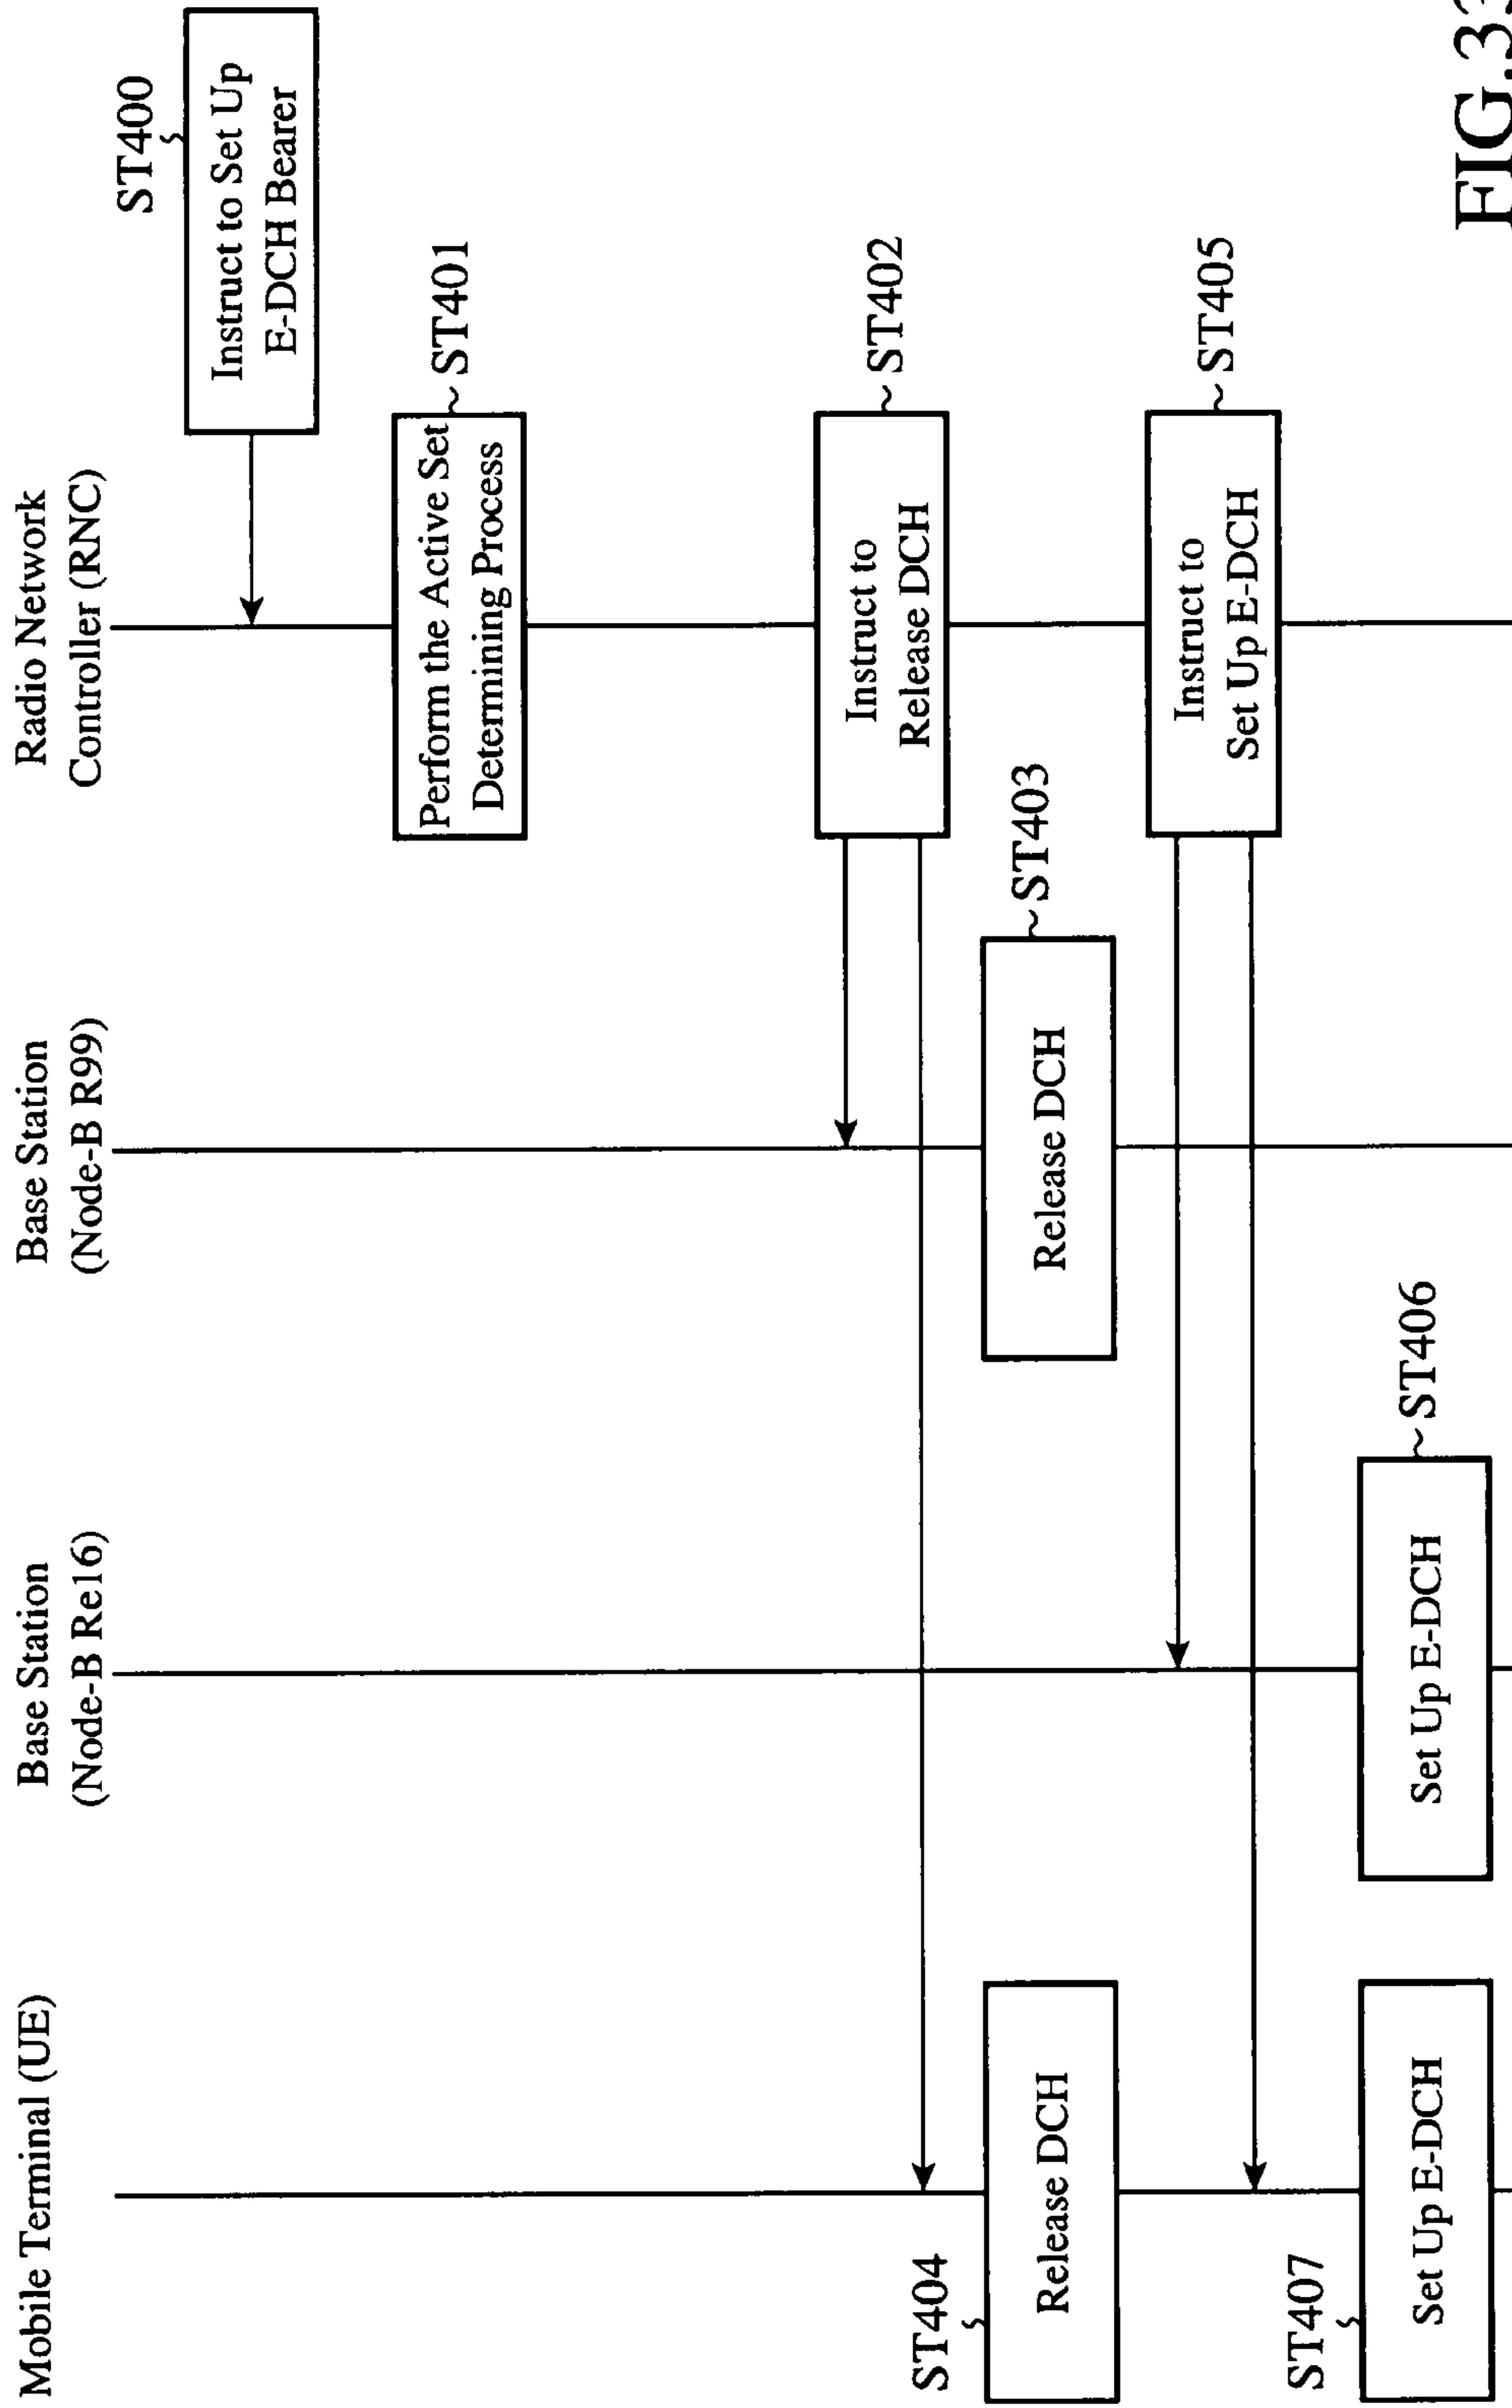 Mobile Terminal (UE)
Base Station
(Node-B Re16)
Base Station
(Node-B R99)
Radio Network
Controller (RNC)
ST400
Instruct to Set Up
E-DCH Bearer
Perform the Active Set
Determining Process
ST401
Instruct to
Release DCH
ST402
ST404
Release DCH
Release DCH
ST403
Instruct to
Set Up E-DCH
ST405
ST407
Set Up E-DCH
Set Up E-DCH
ST406